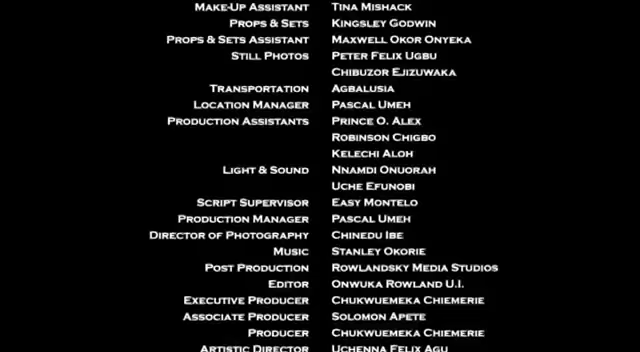 Make-Up Assistant Tina Mishack
Props & Sets Kingsley Godwin
Props & Sets Assistant Maxwell Okor Onyeka
Still Photos Peter Felix Ugbu
Chibuzor Ejizuwaka
Transportation Agbalusia
Location Manager Pascal Umeh
Production Assistants Prince O. Alex
Robinson Chigbo
Kelechi Aloh
Light & Sound Nnamdi Onuorah
Uche Efunobi
Script Supervisor Easy Montelo
Production Manager Pascal Umeh
Director of Photography Chinedu Ibe
Music Stanley Okorie
Post Production Rowlandsky Media Studios
Editor Onwuka Rowland U.I.
Executive Producer Chukwuemeka Chiemerie
Associate Producer Solomon Apete
Producer Chukwuemeka Chiemerie
Artistic Director Uchenna Felix Agu